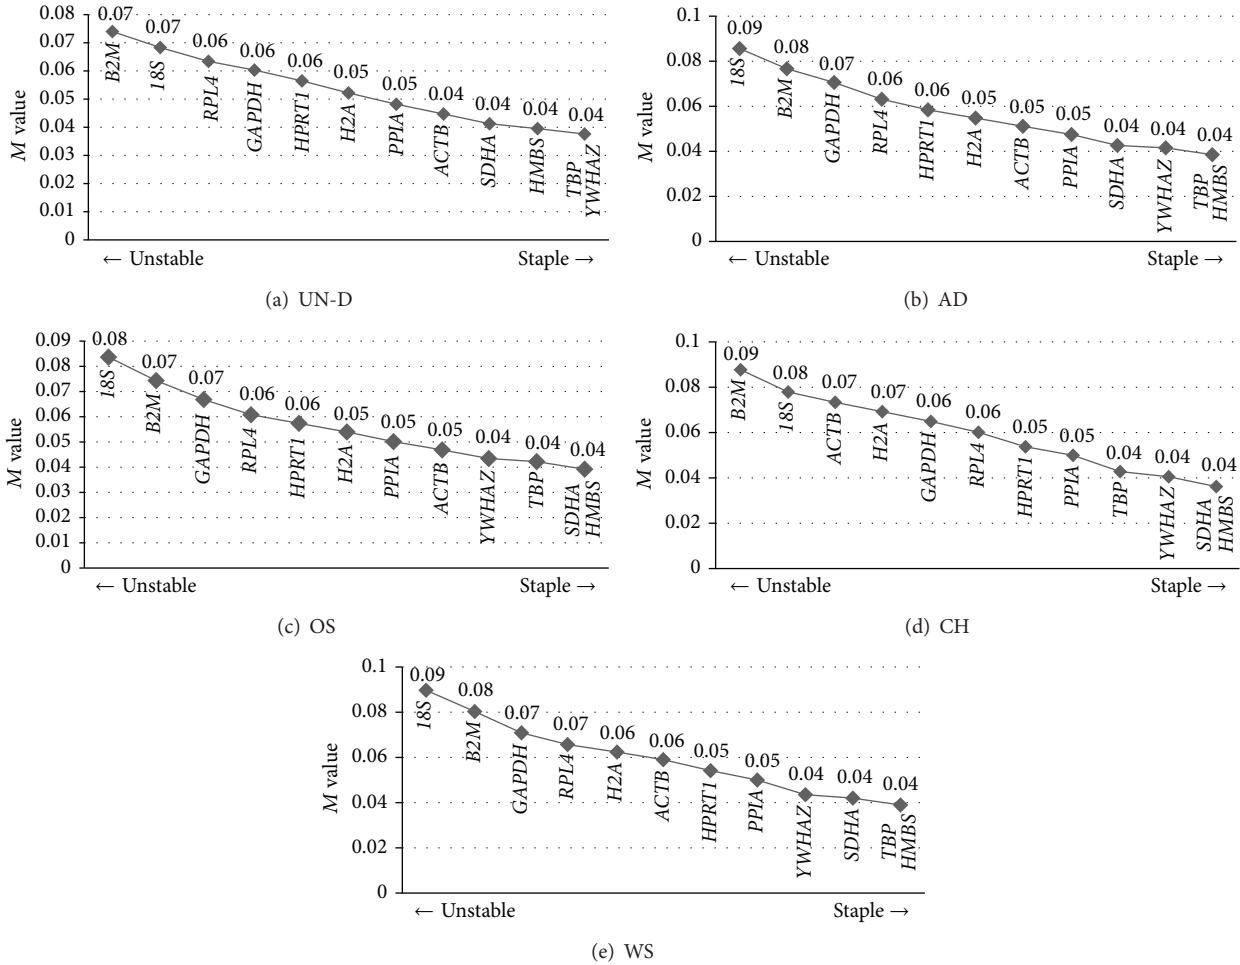 M value
0.08
0.07
0.06
0.05
0.04
0.03
0.02
0.01
0
0.07
0.07
0.06
0.06
0.06
0.05
0.05
0.04
0.04
0.04
0.04
B2M
18S
RPL4
GAPDH
HPRT1
H2A
PPIA
ACTB
SDHA
HMBS
TBP
YWHAZ
← Unstable
Staple →
(a) UN-D
M value
0.1
0.08
0.06
0.04
0.02
0
0.09
0.08
0.07
0.06
0.06
0.05
0.05
0.05
0.04
0.04
0.04
18S
B2M
GAPDH
RPL4
HPRT1
H2A
ACTB
PPIA
SDHA
YWHAZ
TBP
HMBS
← Unstable
Staple →
(b) AD
M value
0.09
0.08
0.07
0.06
0.05
0.04
0.03
0.02
0.01
0
0.08
0.07
0.07
0.06
0.06
0.05
0.05
0.05
0.04
0.04
0.04
18S
B2M
GAPDH
RPL4
HPRT1
H2A
PPIA
ACTB
YWHAZ
TBP
SDHA
HMBS
← Unstable
Staple →
(c) OS
M value
0.1
0.08
0.06
0.04
0.02
0
0.09
0.08
0.07
0.07
0.06
0.06
0.05
0.05
0.04
0.04
0.04
B2M
18S
ACTB
H2A
GAPDH
RPL4
HPRT1
PPIA
TBP
YWHAZ
SDHA
HMBS
← Unstable
Staple →
(d) CH
M value
0.1
0.08
0.06
0.04
0.02
0
0.09
0.08
0.07
0.07
0.06
0.06
0.05
0.05
0.04
0.04
0.04
18S
B2M
GAPDH
RPL4
H2A
ACTB
HPRT1
PPIA
YWHAZ
SDHA
TBP
HMBS
← Unstable
Staple →
(e) WS